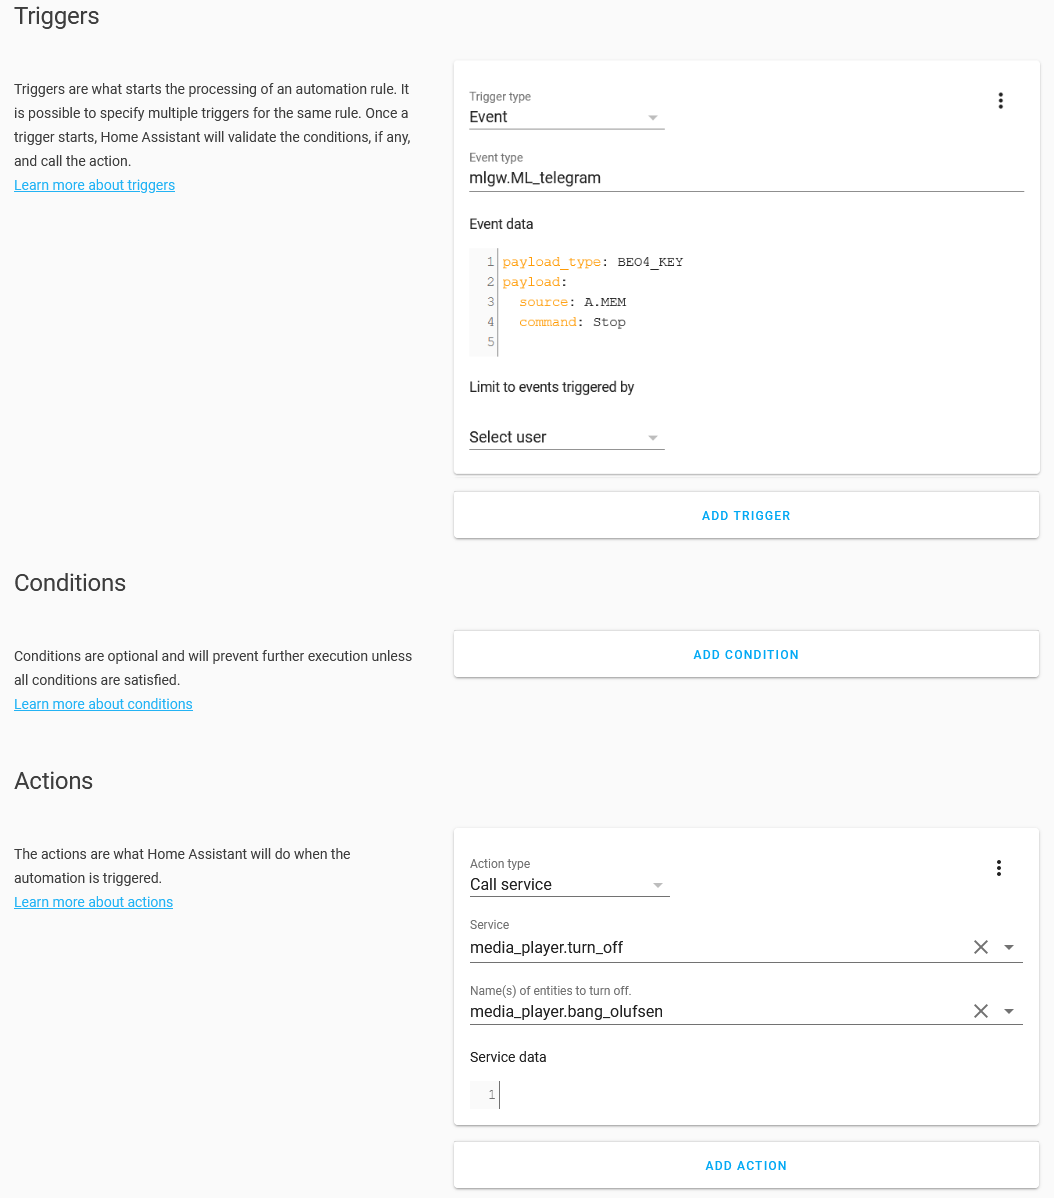 Triggers
Triggers are what starts the processing of an automation rule. It
is possible to specify multiple triggers for the same rule. Once a
trigger starts, Home Assistant will validate the conditions, if any,
and call the action.
Learn more about triggers
Trigger type
Event
Event type
mlgw.ML_telegram
Event data
1 payload_type: BEO4_KEY
2 payload:
3 source: A.MEM
4 command: Stop
5
Limit to events triggered by
Select user
ADD TRIGGER
Conditions
Conditions are optional and will prevent further execution unless
all conditions are satisfied.
Learn more about conditions
ADD CONDITION
Actions
The actions are what Home Assistant will do when the
automation is triggered.
Learn more about actions
Action type
Call service
Service
media_player.turn_off
Name(s) of entities to turn off.
media_player.bang_olufsen
Service data
1
ADD ACTION